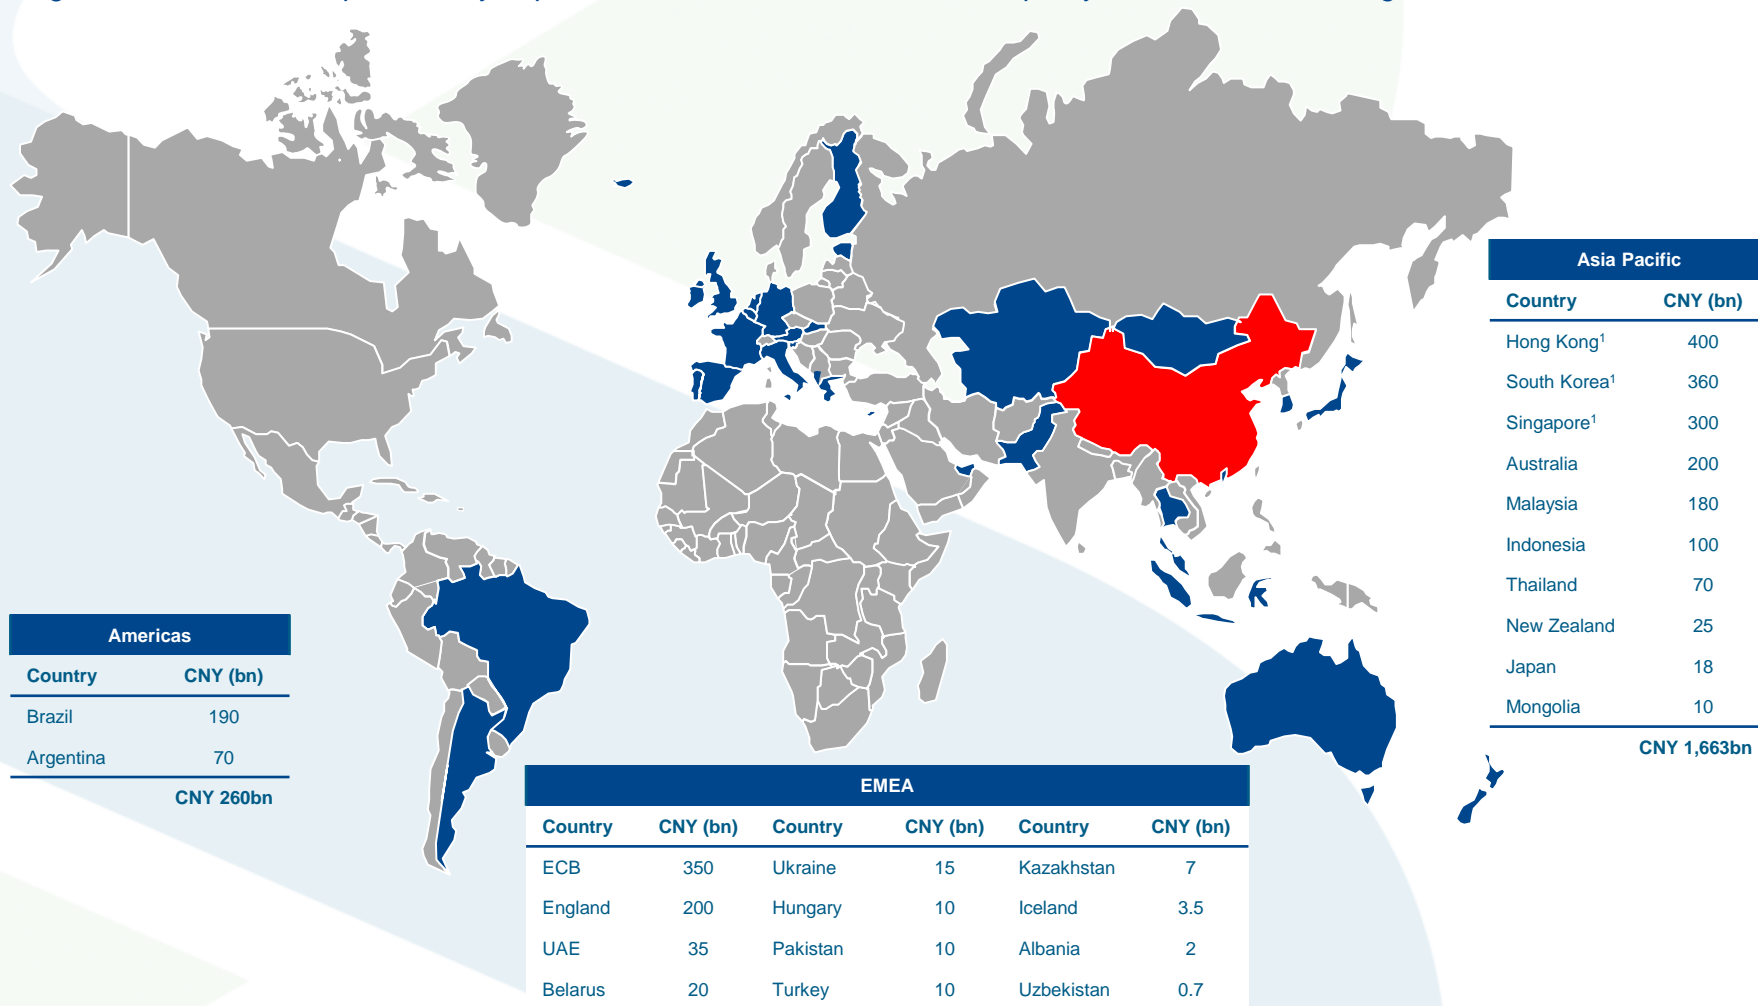 Asia Pacific
Country CNY (bn)
Hong Kong¹ 400
South Korea¹ 360
Singapore¹ 300
Australia 200
Malaysia 180
Indonesia 100
Thailand 70
New Zealand 25
Japan 18
Mongolia 10
CNY 1,663bn
Americas
Country CNY (bn)
Brazil 190
Argentina 70
CNY 260bn
EMEA
Country CNY (bn) Country CNY (bn) Country CNY (bn)
ECB 350 Ukraine 15 Kazakhstan 7
England 200 Hungary 10 Iceland 3.5
UAE 35 Pakistan 10 Albania 2
Belarus 20 Turkey 10 Uzbekistan 0.7